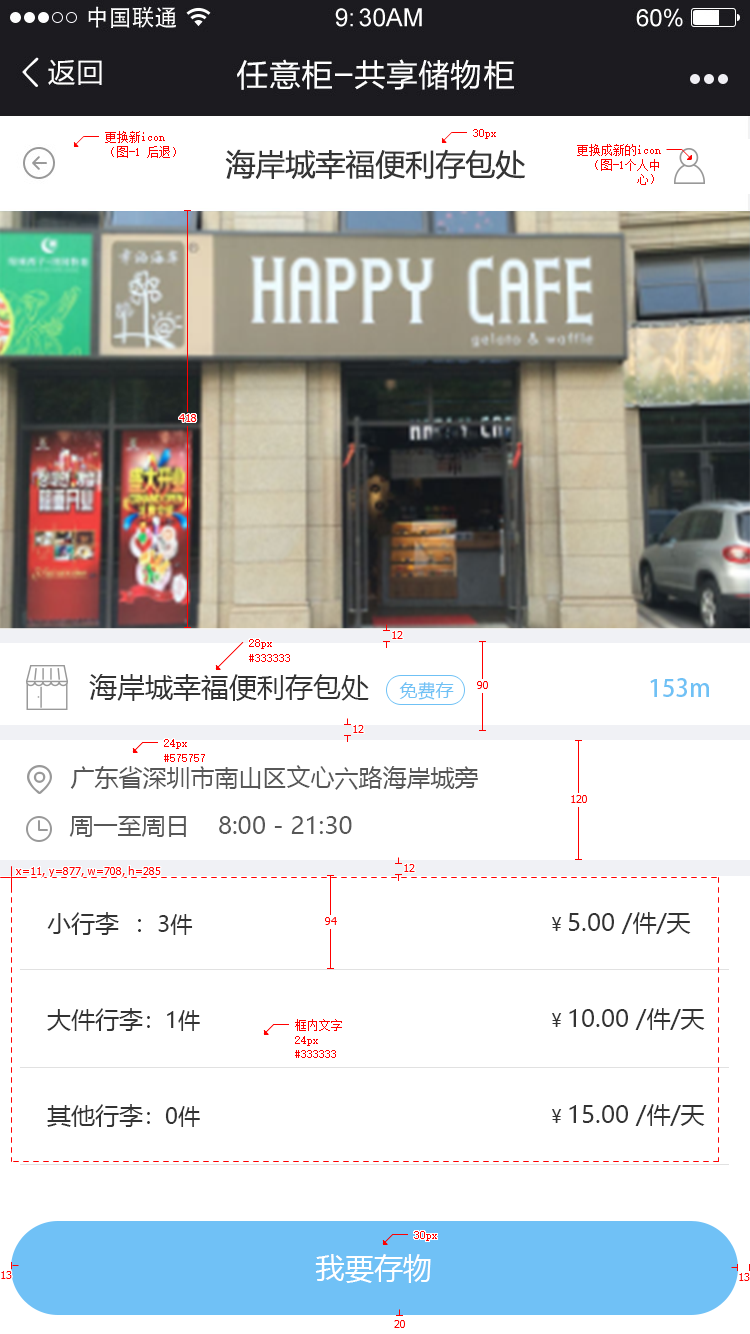 中国联通 9:30AM 60%
返回 任意柜-共享储物柜
更换新icon
（图-1 后退）
30px
海岸城幸福便利存包处
更换成新的icon
（图-1个人中
心）
HAPPY CAFE
gelato & waffle
418
盛大开业
12
28px
#333333
海岸城幸福便利存包处 免费存 90 153m
12
24px
#575757
广东省深圳市南山区文心六路海岸城旁
120
周一至周日 8:00 - 21:30
12
x=11, y=877, w=708, h=285
小行李 ：3件 94 ¥ 5.00 /件/天
大件行李：1件 ¥ 10.00 /件/天
框内文字
24px
#333333
其他行李：0件 ¥ 15.00 /件/天
30px
我要存物
13 13
20